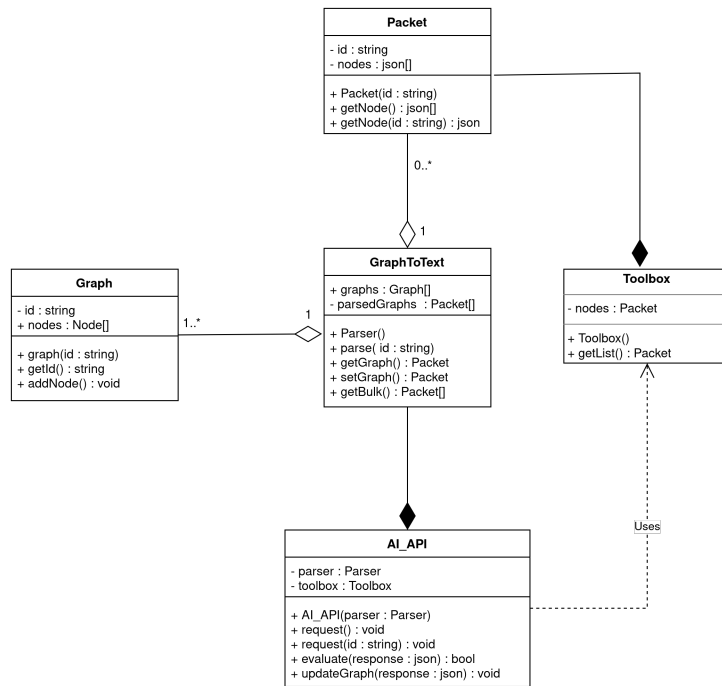 Packet
- id : string
- nodes : json[]
+ Packet(id : string)
+ getNode() : json[]
+ getNode(id : string) : json
0..*
1
GraphToText
+ graphs : Graph[]
- parsedGraphs : Packet[]
+ Parser()
+ parse( id : string)
+ getGraph() : Packet
+ setGraph() : Packet
+ getBulk() : Packet[]
Graph
- id : string
+ nodes : Node[]
+ graph(id : string)
+ getId() : string
+ addNode() : void
1..*
1
Toolbox
- nodes : Packet
+ Toolbox()
+ getList() : Packet
Uses
AI_API
- parser : Parser
- toolbox : Toolbox
+ AI_API(parser : Parser)
+ request() : void
+ request(id : string) : void
+ evaluate(response : json) : bool
+ updateGraph(response : json) : void